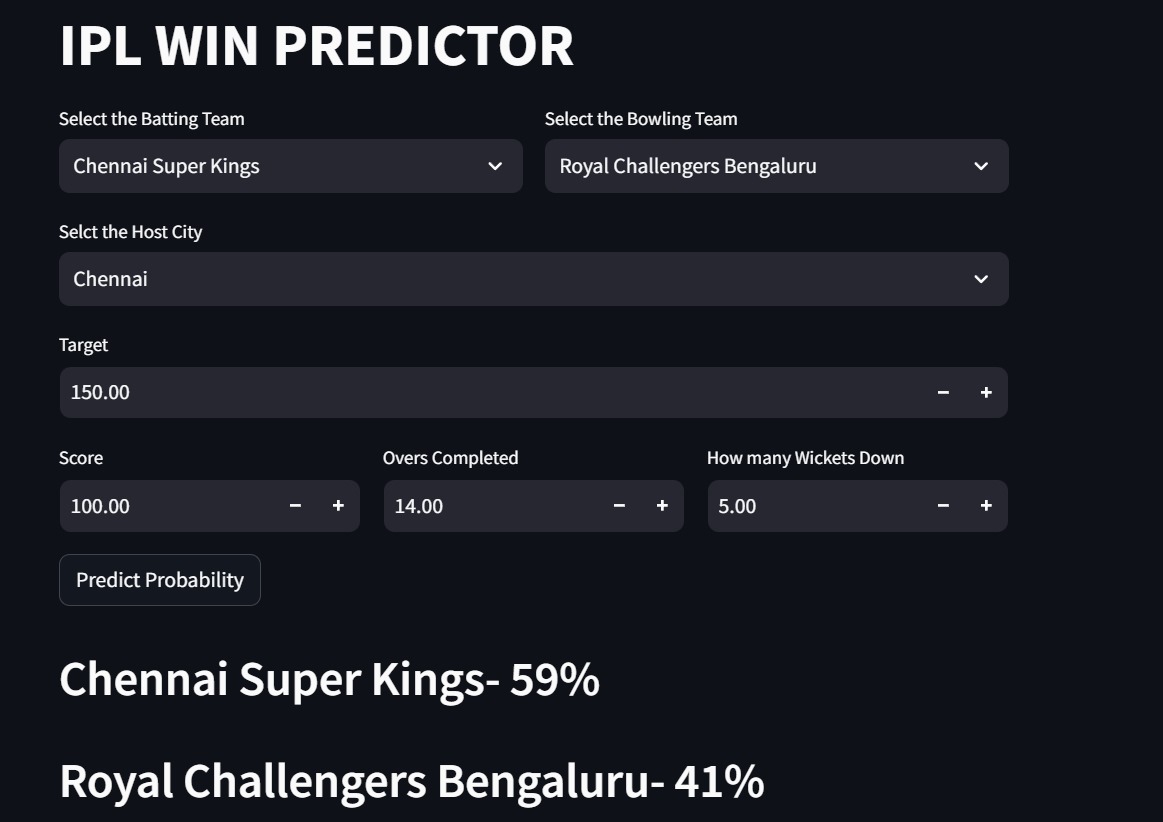 IPL WIN PREDICTOR
Select the Batting Team
Select the Bowling Team
Chennai Super Kings
Royal Challengers Bengaluru
Selct the Host City
Chennai
Target
150.00
Score
Overs Completed
How many Wickets Down
100.00
14.00
5.00
Predict Probability
Chennai Super Kings- 59%
Royal Challengers Bengaluru- 41%